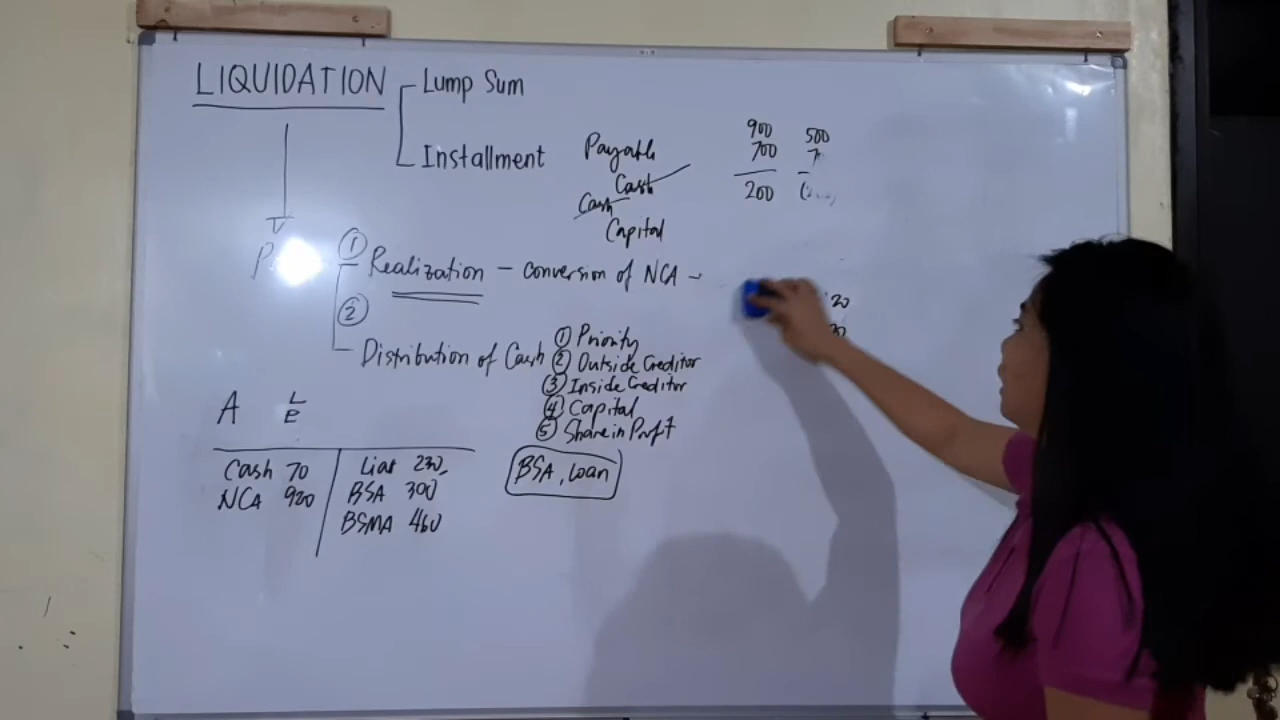 LIQUIDATION
Lump Sum
Installment
Payable
Cash
Cash
Capital
900 500
700
200
P
① Realization - conversion of NCA -
②
Distribution of Cash
① Priority
② Outside Creditor
③ Inside Creditor
④ Capital
⑤ Share in Profit
BSA, Loan
A L
E
Cash 70
NCA 920
Liab 230
BSA 300
BSMA 460
20